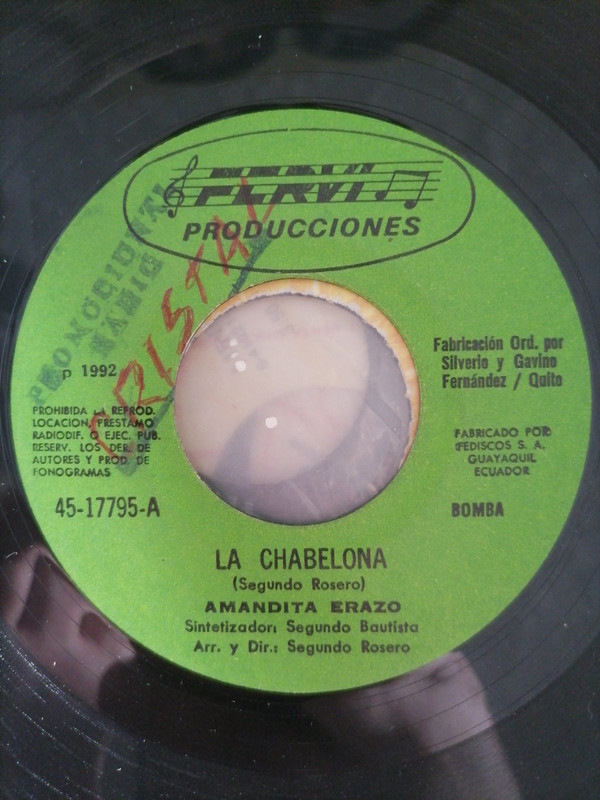 FERVI
PRODUCCIONES
CRISTAL
p 1992
Fabricación Ord. por
Silverio y Gavino
Fernández / Quito
PROHIBIDA LA REPROD.
LOCACION, PRESTAMO
RADIODIF. O EJEC. PUB.
RESERV. LOS DER. DE
AUTORES Y PROD. DE
FONOGRAMAS
FABRICADO POR:
FEDISCOS S. A.
GUAYAQUIL
ECUADOR
45-17795-A
BOMBA
LA CHABELONA
(Segundo Rosero)
AMANDITA ERAZO
Sintetizador: Segundo Bautista
Arr. y Dir.: Segundo Rosero